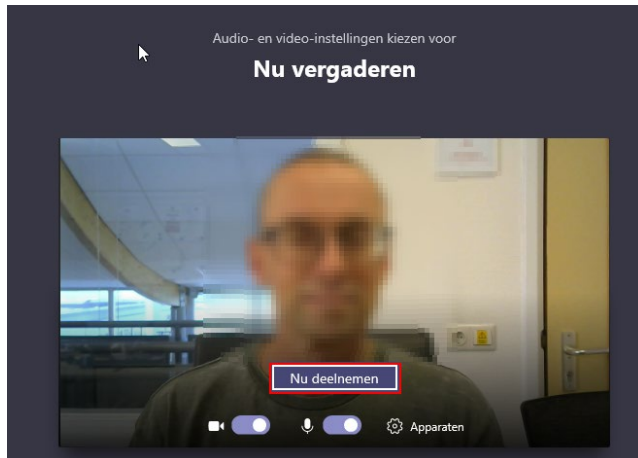 Audio- en video-instellingen kiezen voor
Nu vergaderen
Nu deelnemen
Apparaten